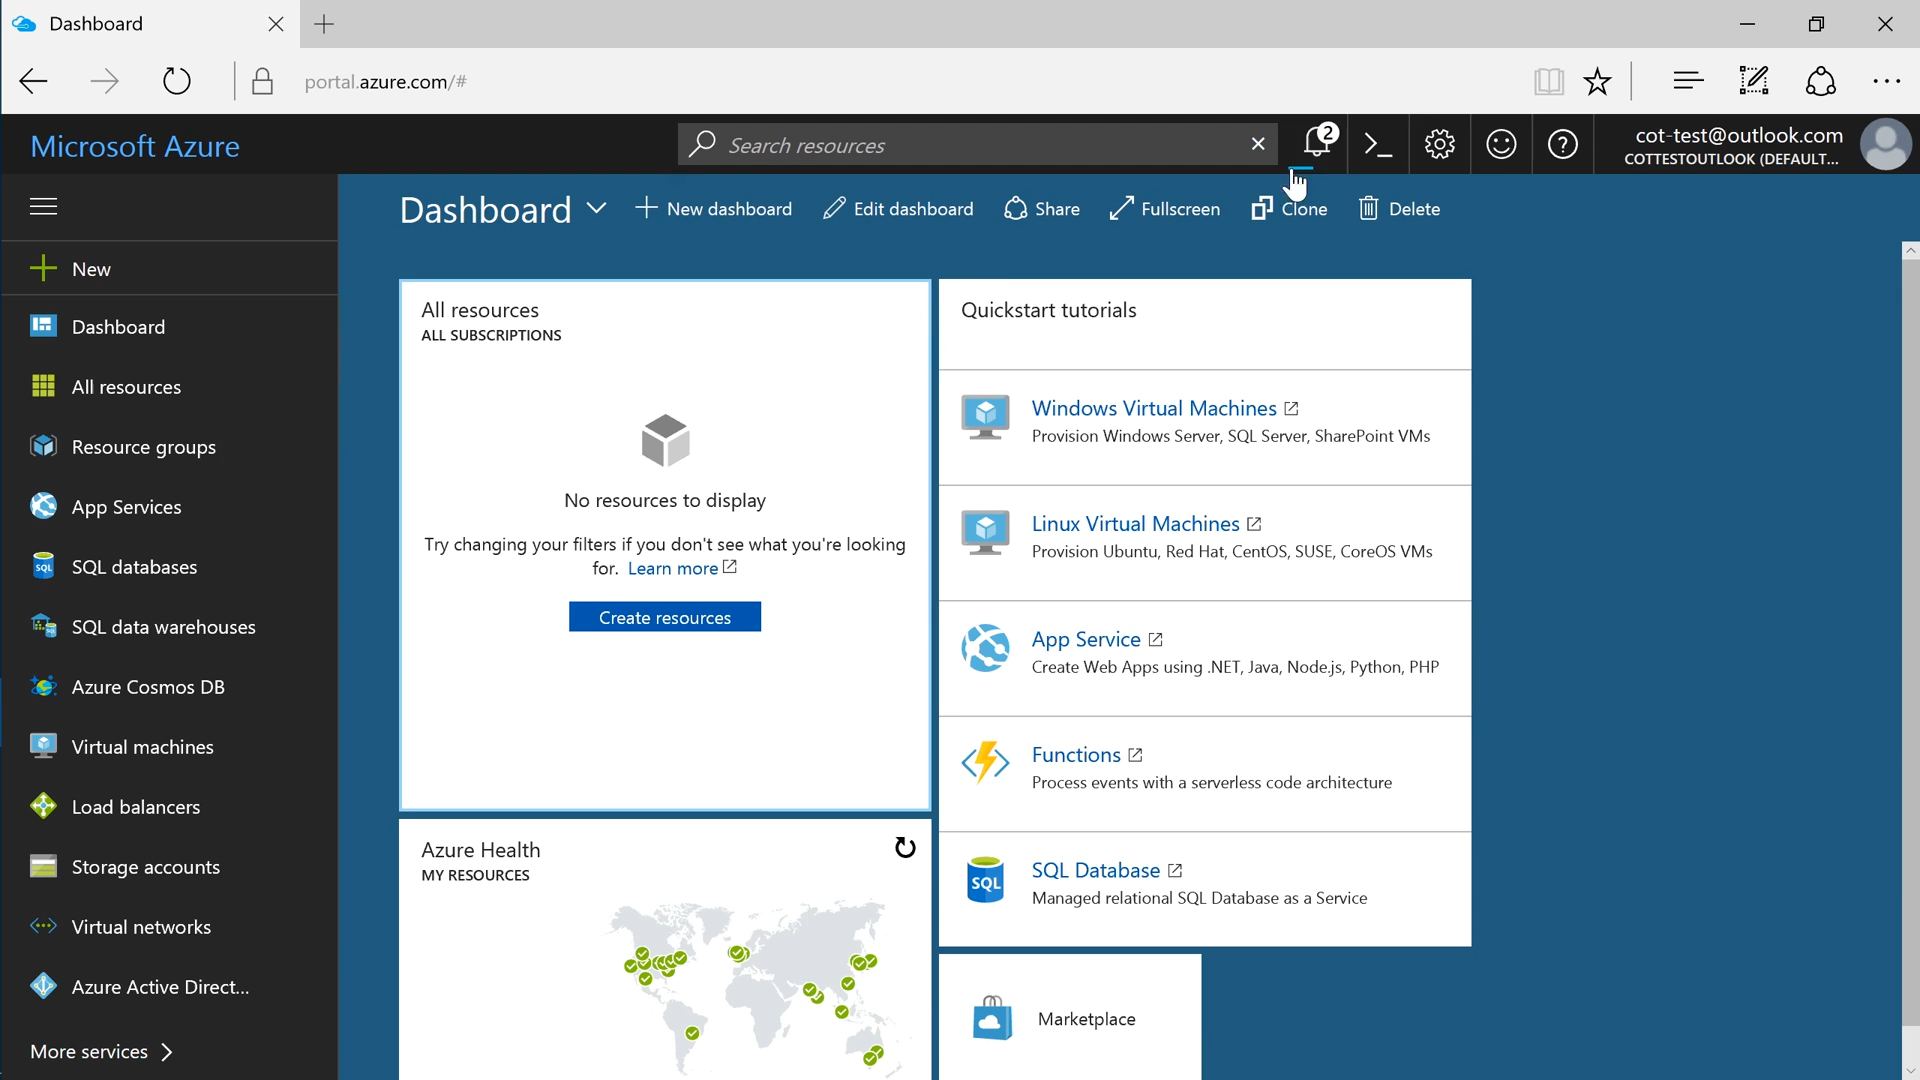 Dashboard
portal.azure.com/#
Microsoft Azure
Search resources
2
cot-test@outlook.com
COTTESTOUTLOOK (DEFAULT...
Dashboard
New dashboard
Edit dashboard
Share
Fullscreen
Clone
Delete
New
Dashboard
All resources
Resource groups
App Services
SQL databases
SQL data warehouses
Azure Cosmos DB
Virtual machines
Load balancers
Storage accounts
Virtual networks
Azure Active Direct...
More services
All resources
ALL SUBSCRIPTIONS
No resources to display
Try changing your filters if you don't see what you're looking
for. Learn more
Create resources
Azure Health
MY RESOURCES
Quickstart tutorials
Windows Virtual Machines
Provision Windows Server, SQL Server, SharePoint VMs
Linux Virtual Machines
Provision Ubuntu, Red Hat, CentOS, SUSE, CoreOS VMs
App Service
Create Web Apps using .NET, Java, Node.js, Python, PHP
Functions
Process events with a serverless code architecture
SQL
SQL Database
Managed relational SQL Database as a Service
Marketplace